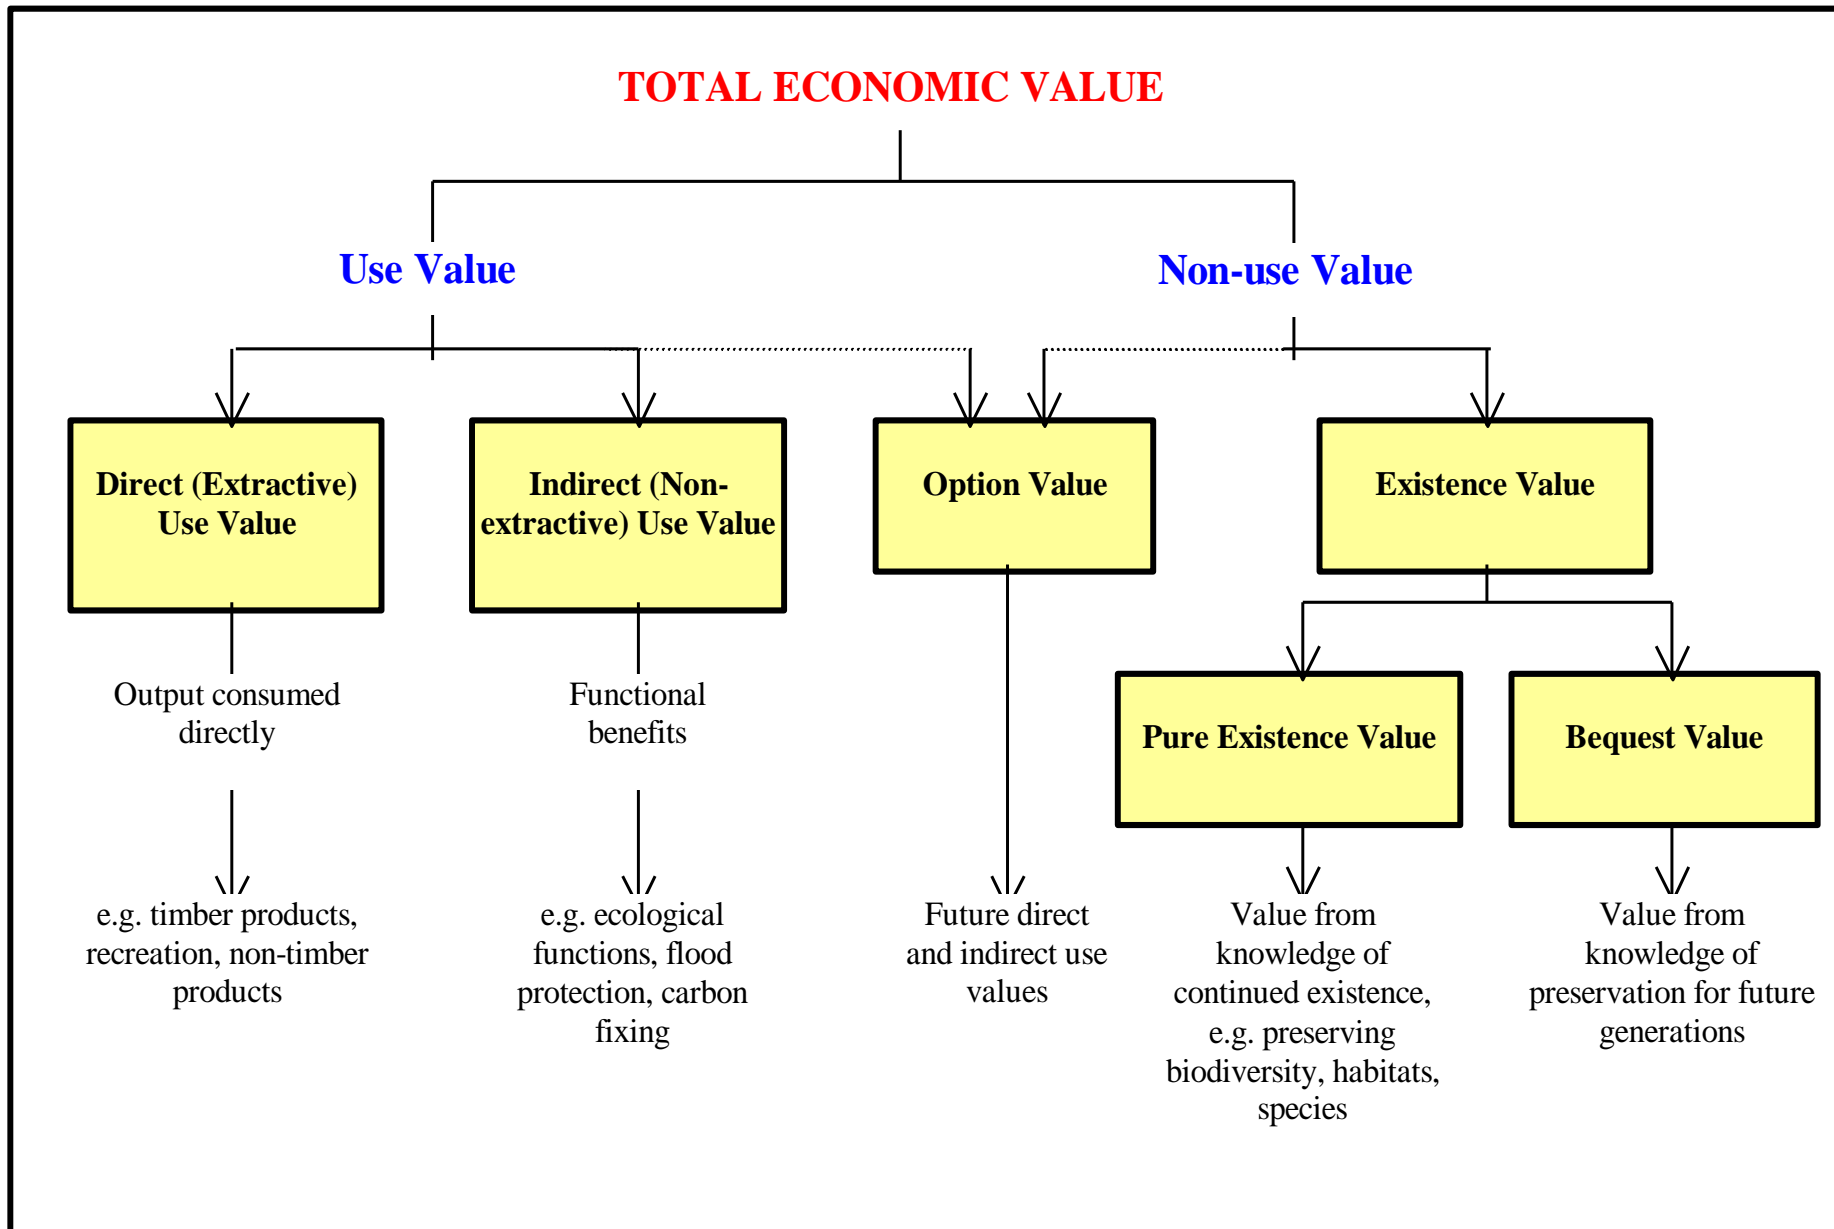 TOTAL ECONOMIC VALUE
Use Value
Non-use Value
Direct (Extractive)
Use Value
Indirect (Non-
extractive) Use Value
Option Value
Existence Value
Output consumed
directly
Functional
benefits
Pure Existence Value
Bequest Value
e.g. timber products,
recreation, non-timber
products
e.g. ecological
functions, flood
protection, carbon
fixing
Future direct
and indirect use
values
Value from
knowledge of
continued existence,
e.g. preserving
biodiversity, habitats,
species
Value from
knowledge of
preservation for future
generations